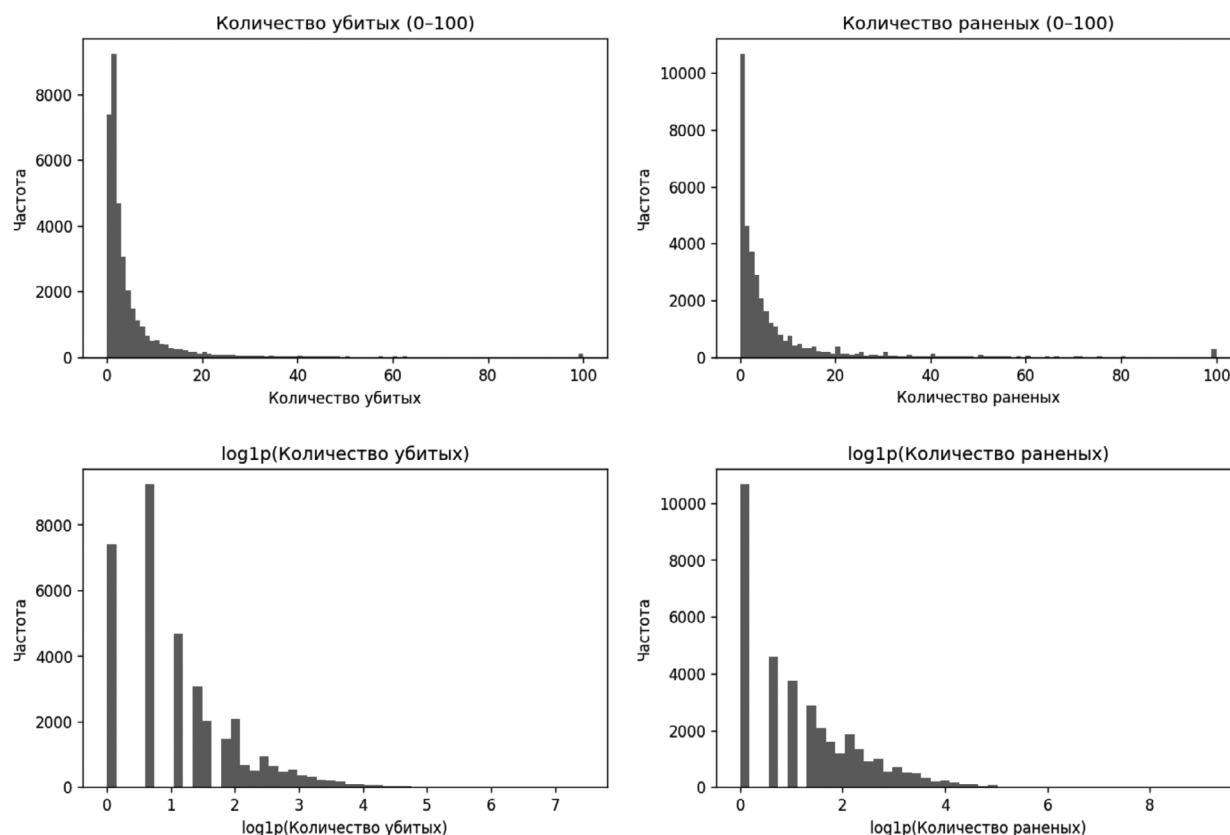 Количество убитых (0–100)
Частота
8000
6000
4000
2000
0
0 20 40 60 80 100
Количество убитых
Количество раненых (0–100)
Частота
10000
8000
6000
4000
2000
0
0 20 40 60 80 100
Количество раненых
log1p(Количество убитых)
Частота
8000
6000
4000
2000
0
0 1 2 3 4 5 6 7
log1p(Количество убитых)
log1p(Количество раненых)
Частота
10000
8000
6000
4000
2000
0
0 2 4 6 8
log1p(Количество раненых)